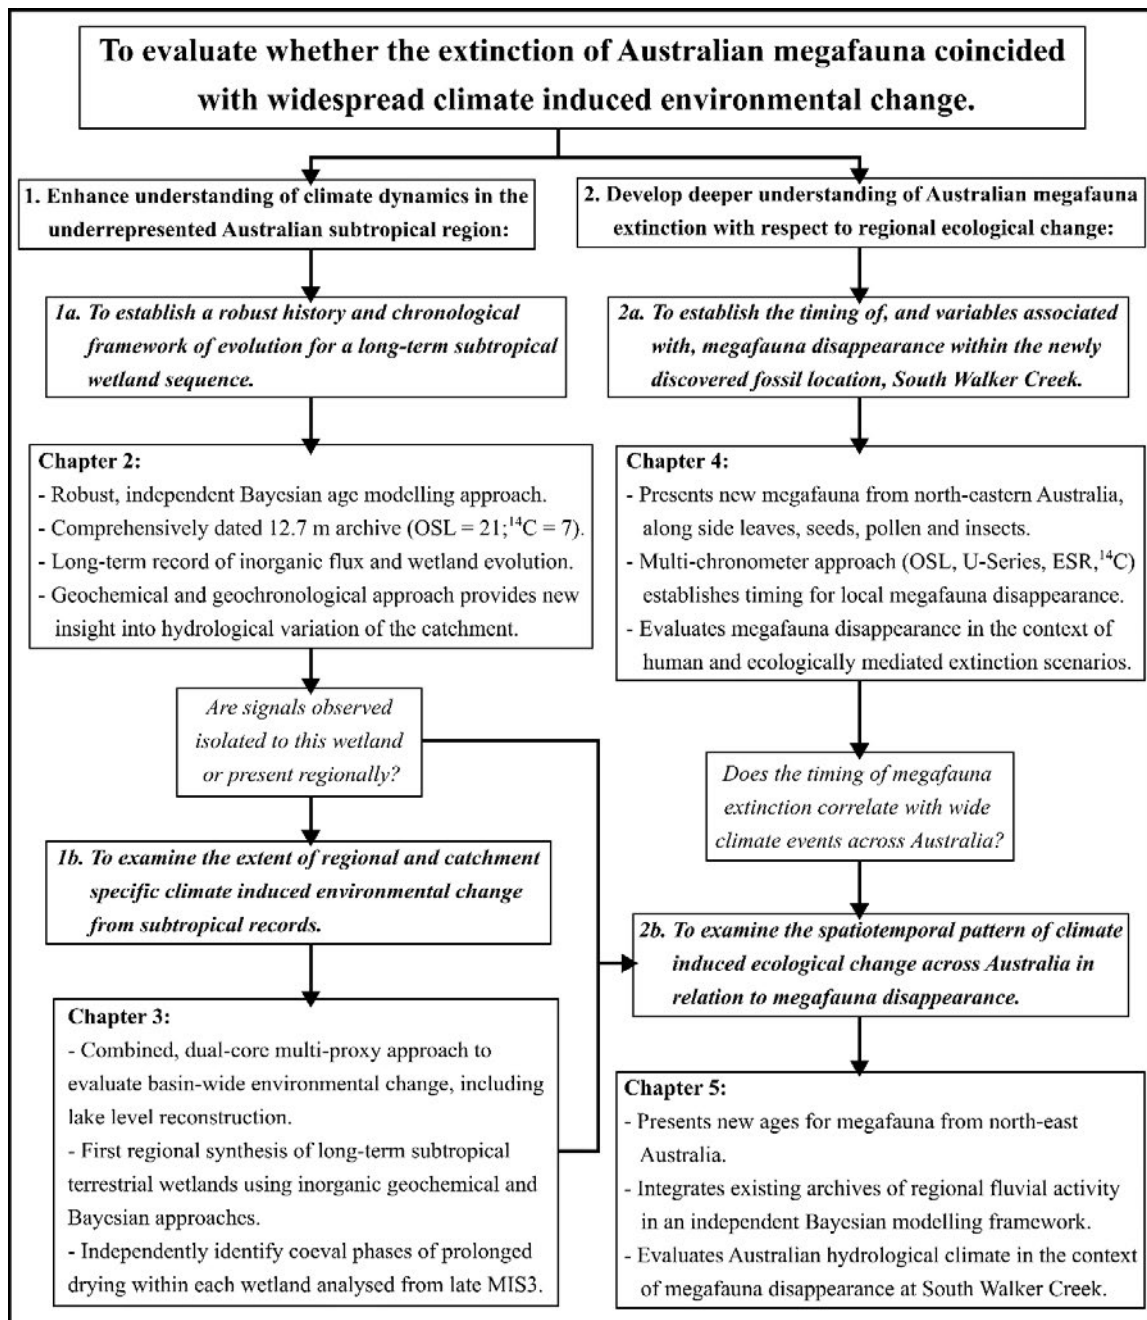 To evaluate whether the extinction of Australian megafauna coincided
with widespread climate induced environmental change.
1. Enhance understanding of climate dynamics in the
underrepresented Australian subtropical region:
1a. To establish a robust history and chronological
framework of evolution for a long-term subtropical
wetland sequence.
Chapter 2:
- Robust, independent Bayesian age modelling approach.
- Comprehensively dated 12.7 m archive (OSL = 21;¹⁴C = 7).
- Long-term record of inorganic flux and wetland evolution.
- Geochemical and geochronological approach provides new
insight into hydrological variation of the catchment.
Are signals observed
isolated to this wetland
or present regionally?
1b. To examine the extent of regional and catchment
specific climate induced environmental change
from subtropical records.
Chapter 3:
- Combined, dual-core multi-proxy approach to
evaluate basin-wide environmental change, including
lake level reconstruction.
- First regional synthesis of long-term subtropical
terrestrial wetlands using inorganic geochemical and
Bayesian approaches.
- Independently identify coeval phases of prolonged
drying within each wetland analysed from late MIS3.
2. Develop deeper understanding of Australian megafauna
extinction with respect to regional ecological change:
2a. To establish the timing of, and variables associated
with, megafauna disappearance within the newly
discovered fossil location, South Walker Creek.
Chapter 4:
- Presents new megafauna from north-eastern Australia,
along side leaves, seeds, pollen and insects.
- Multi-chronometer approach (OSL, U-Series, ESR,¹⁴C)
establishes timing for local megafauna disappearance.
- Evaluates megafauna disappearance in the context of
human and ecologically mediated extinction scenarios.
Does the timing of megafauna
extinction correlate with wide
climate events across Australia?
2b. To examine the spatiotemporal pattern of climate
induced ecological change across Australia in
relation to megafauna disappearance.
Chapter 5:
- Presents new ages for megafauna from north-east
Australia.
- Integrates existing archives of regional fluvial activity
in an independent Bayesian modelling framework.
- Evaluates Australian hydrological climate in the context
of megafauna disappearance at South Walker Creek.